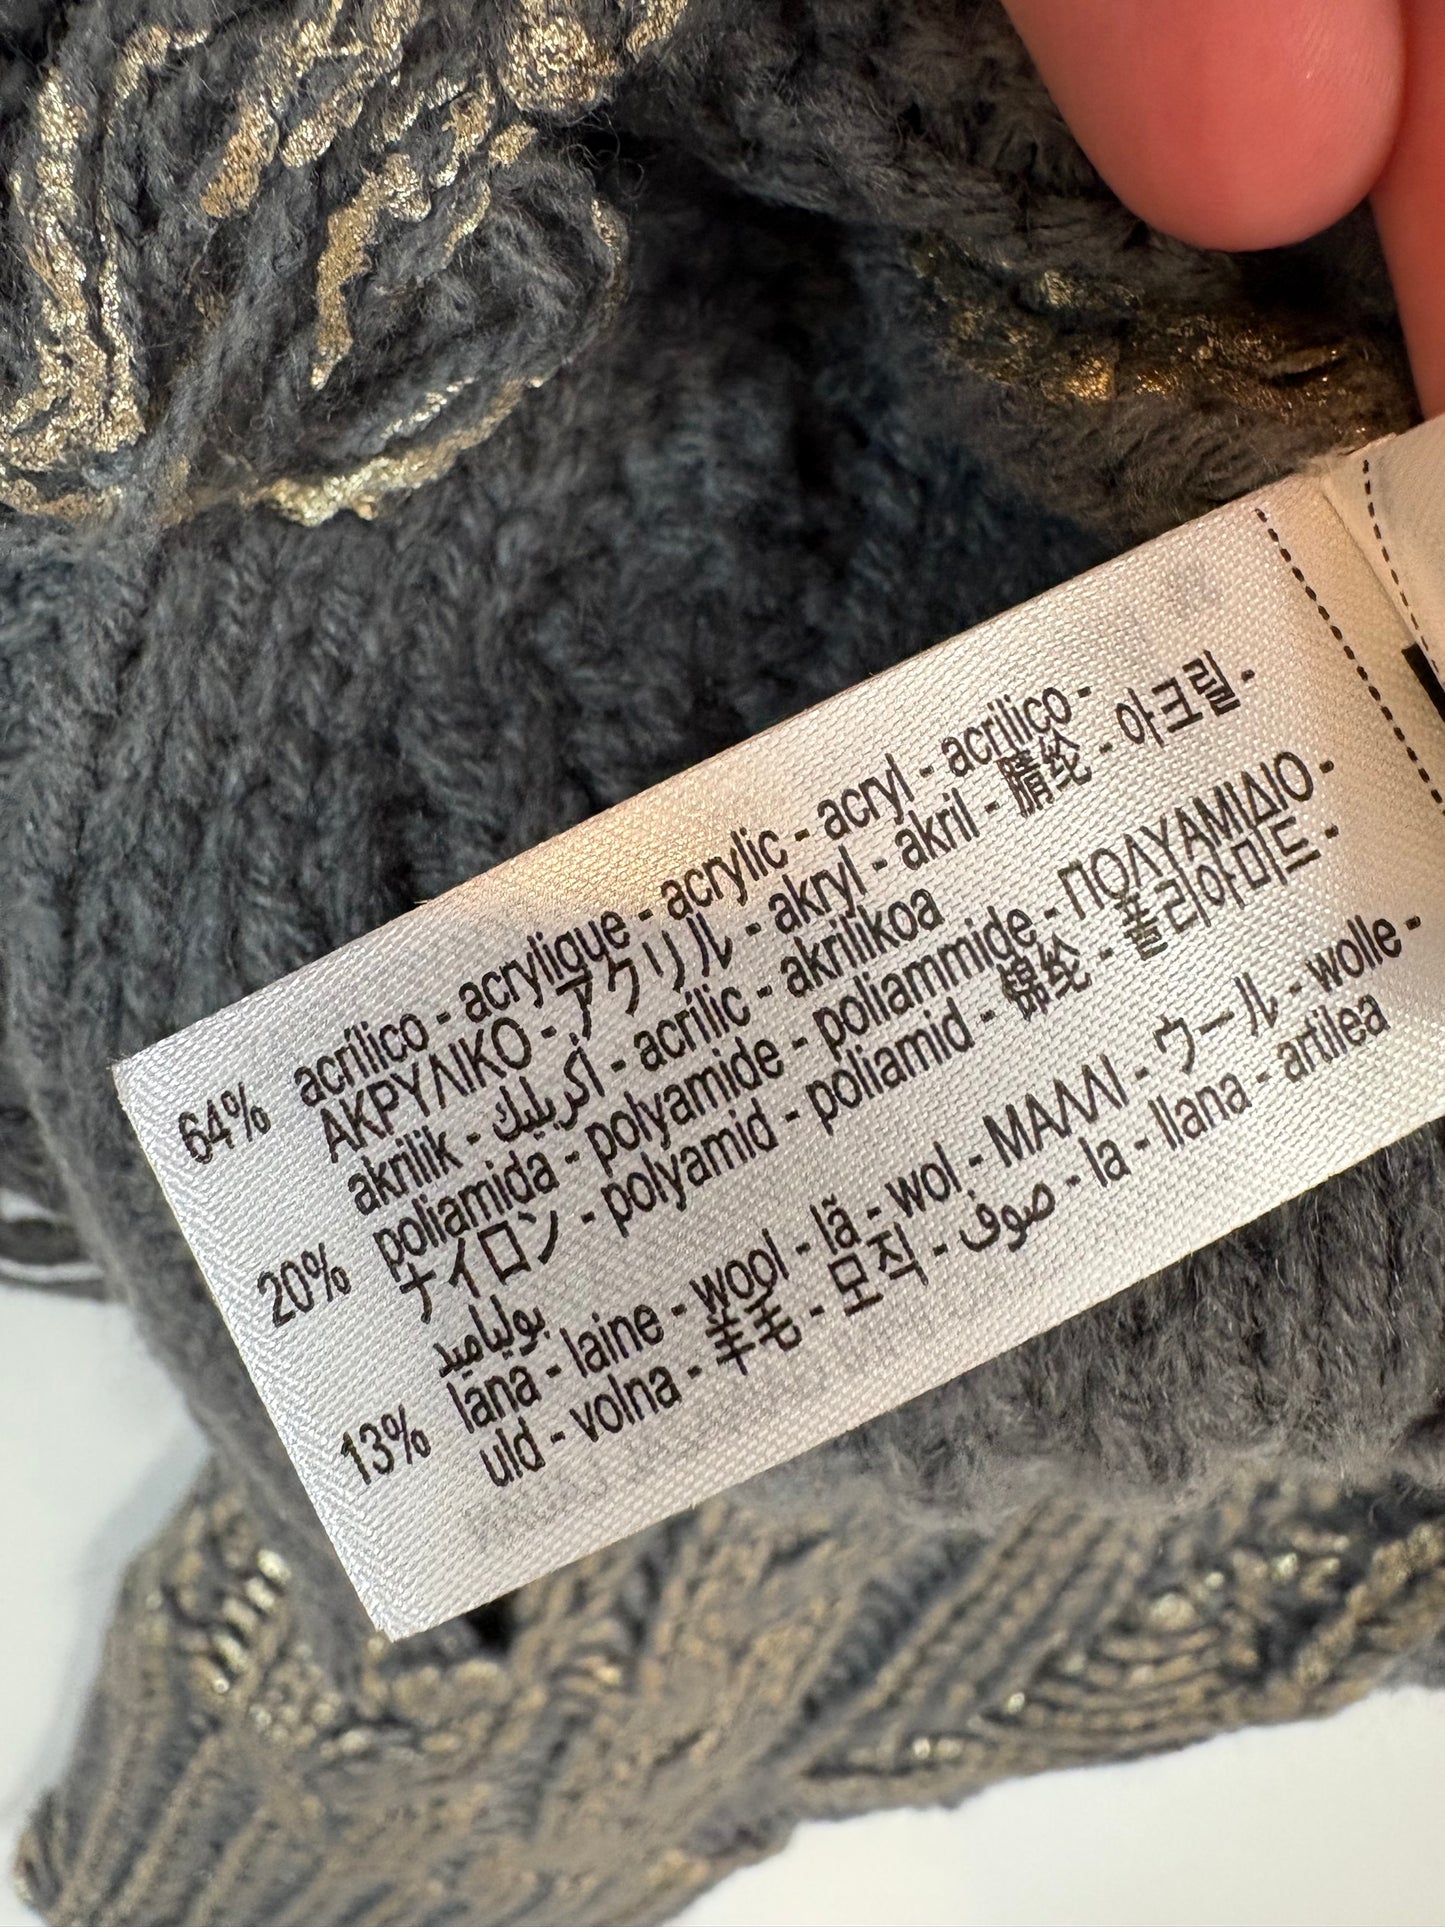 64% acrílico - acrylique - acrylic - acryl - acrilico -
ΑΚΡΥΛΙΚΟ - アクリル - akryl - akril - 腈纶 - 아크릴 -
akrilik - أكريليك - acrílic - akrilikoa
20% poliamida - polyamide - poliammide - ΠΟΛΥΑΜΙΔΙΟ -
ナイロン - polyamid - poliamid - 锦纶 - 폴리아미드 -
بولياميد
13% lana - laine - wool - lã - wol - ΜΑΛΛΙ - ウール - wolle -
uld - volna - 羊毛 - 모직 - صوف - la - llana - artilea